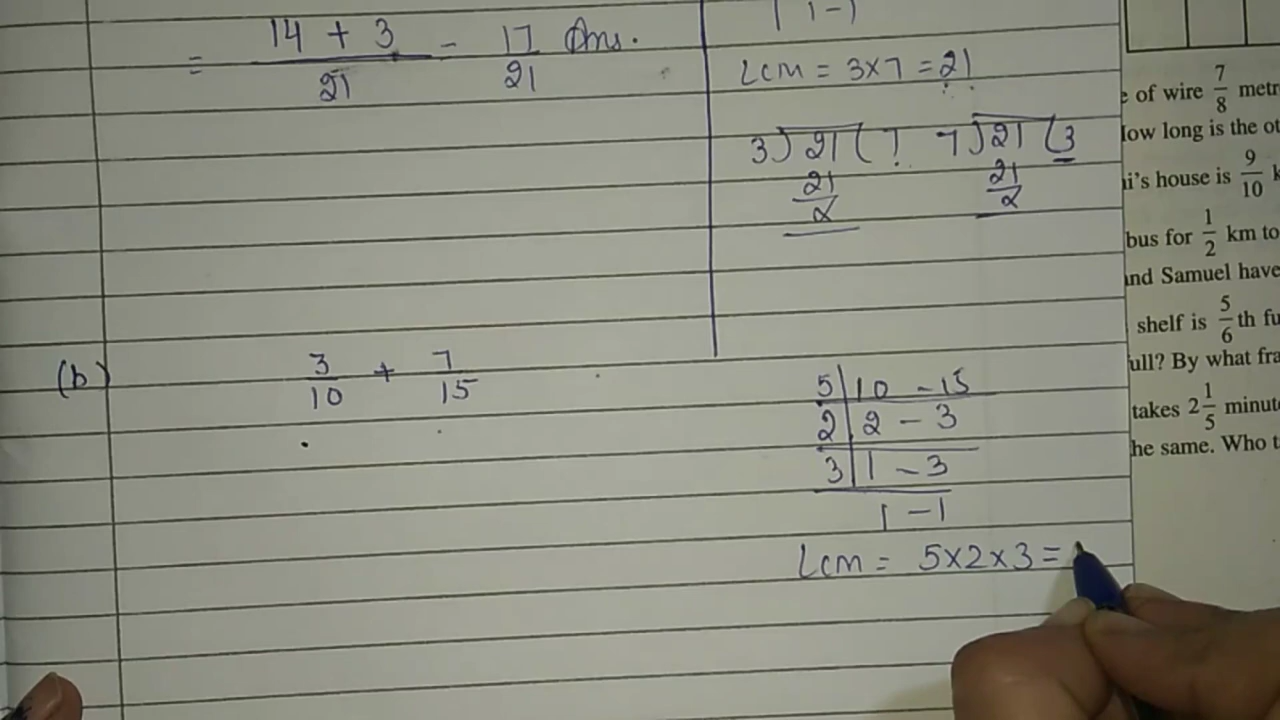 = 14 + 3 / 21 - 17 / 21 Ans.
1 - 1
LCM = 3×7 = 21
3 ) 21 ( 7   7 ) 21 ( 3
21   21
x   x
(b) 3/10 + 7/15
5 | 10 - 15
2 | 2 - 3
3 | 1 - 3
1 - 1
LCM = 5×2×3 =
e of wire 7/8 metr
How long is the ot
i's house is 9/10 k
bus for 1/2 km to
and Samuel have
shelf is 5/6 th fu
ull? By what fra
takes 2 1/5 minut
he same. Who t